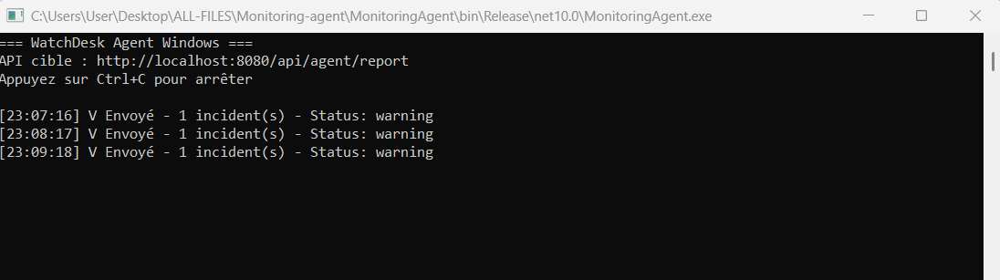 C:\Users\User\Desktop\ALL-FILES\Monitoring-agent\MonitoringAgent\bin\Release\net10.0\MonitoringAgent.exe
=== WatchDesk Agent Windows ===
API cible : http://localhost:8080/api/agent/report
Appuyez sur Ctrl+C pour arrêter
[23:07:16] V Envoyé - 1 incident(s) - Status: warning
[23:08:17] V Envoyé - 1 incident(s) - Status: warning
[23:09:18] V Envoyé - 1 incident(s) - Status: warning